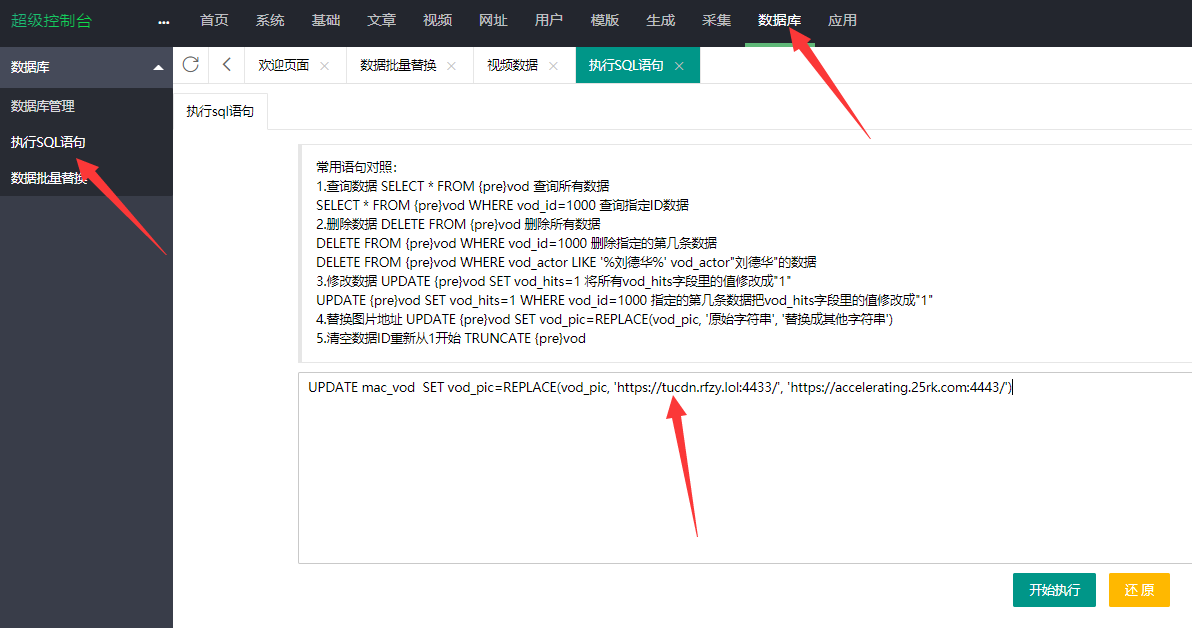 超级控制台 ... 首页 系统 基础 文章 视频 网址 用户 模版 生成 采集 数据库 应用
数据库
欢迎页面 数据批量替换 视频数据 执行SQL语句
数据库管理
执行SQL语句
数据批量替换
执行sql语句
常用语句对照：
1.查询数据 SELECT * FROM {pre}vod 查询所有数据
SELECT * FROM {pre}vod WHERE vod_id=1000 查询指定ID数据
2.删除数据 DELETE FROM {pre}vod 删除所有数据
DELETE FROM {pre}vod WHERE vod_id=1000 删除指定的第几条数据
DELETE FROM {pre}vod WHERE vod_actor LIKE '%刘德华%' vod_actor"刘德华"的数据
3.修改数据 UPDATE {pre}vod SET vod_hits=1 将所有vod_hits字段里的值修改成"1"
UPDATE {pre}vod SET vod_hits=1 WHERE vod_id=1000 指定的第几条数据把vod_hits字段里的值修改成"1"
4.替换图片地址 UPDATE {pre}vod SET vod_pic=REPLACE(vod_pic, '原始字符串', '替换成其他字符串')
5.清空数据ID重新从1开始 TRUNCATE {pre}vod
UPDATE mac_vod  SET vod_pic=REPLACE(vod_pic, 'https://tucdn.rfzy.lol:4433/', 'https://accelerating.25rk.com:4443/')
开始执行 还 原